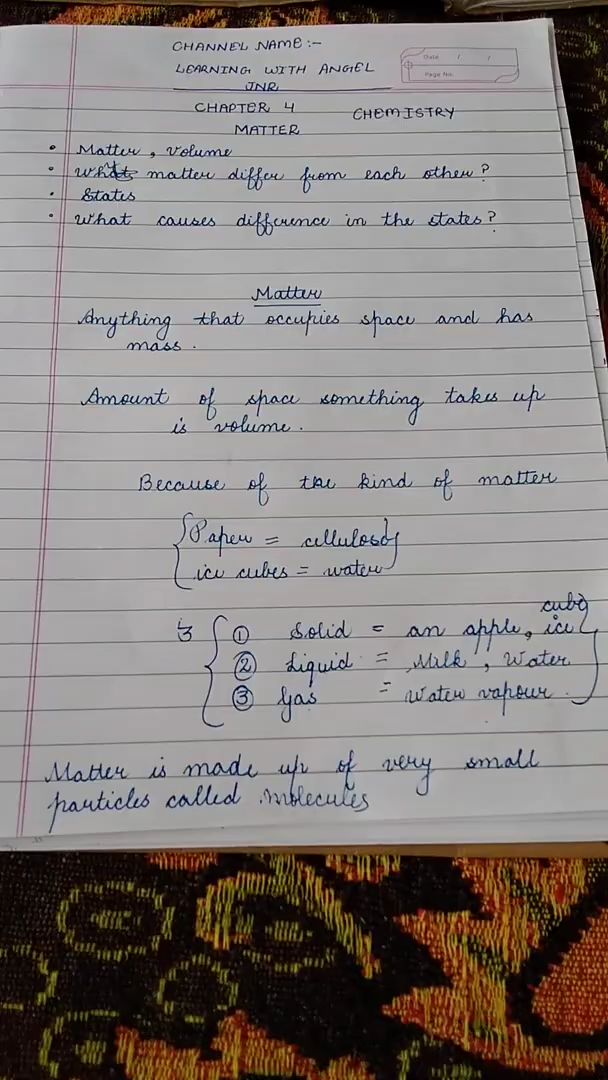 CHANNEL NAME :-
LEARNING WITH ANGEL
JNR
Date / /
Page No.
CHAPTER 4 CHEMISTRY
MATTER
• Matter, volume
• What matter differ from each other?
• States
• What causes difference in the states?
Matter
Anything that occupies space and has
mass.
Amount of space something takes up
is volume.
Because of the kind of matter
Paper = cellulose
ice cubes = water
3 ① Solid = an apple, ice cube
② Liquid = Milk, Water
③ Gas = Water vapour.
Matter is made up of very small
particles called molecules